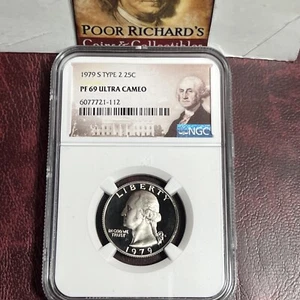 POOR RICHARD'S
Coins & Collectibles
1979 S TYPE 2 25C
PF 69 ULTRA CAMEO
6077721-112
NGC
LIBERTY
IN GOD WE
TRUST
1979